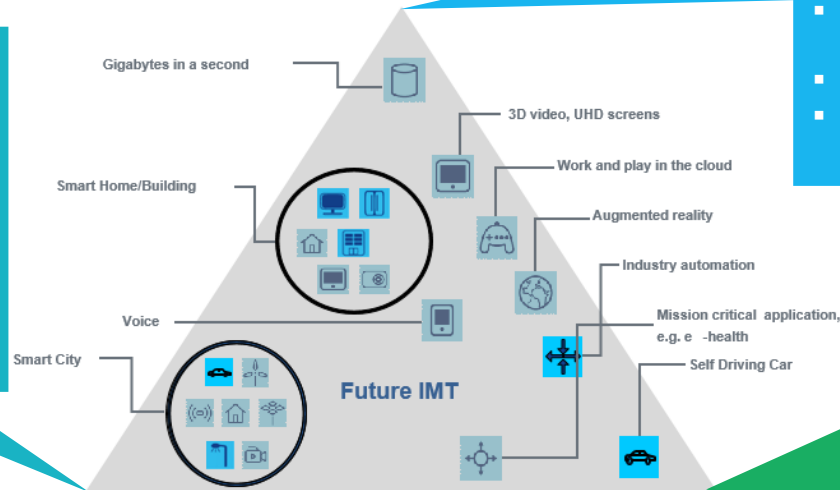 Gigabytes in a second
3D video, UHD screens
Work and play in the cloud
Smart Home/Building
Augmented reality
Industry automation
Mission critical application,
e.g. e -health
Voice
Smart City
Self Driving Car
Future IMT